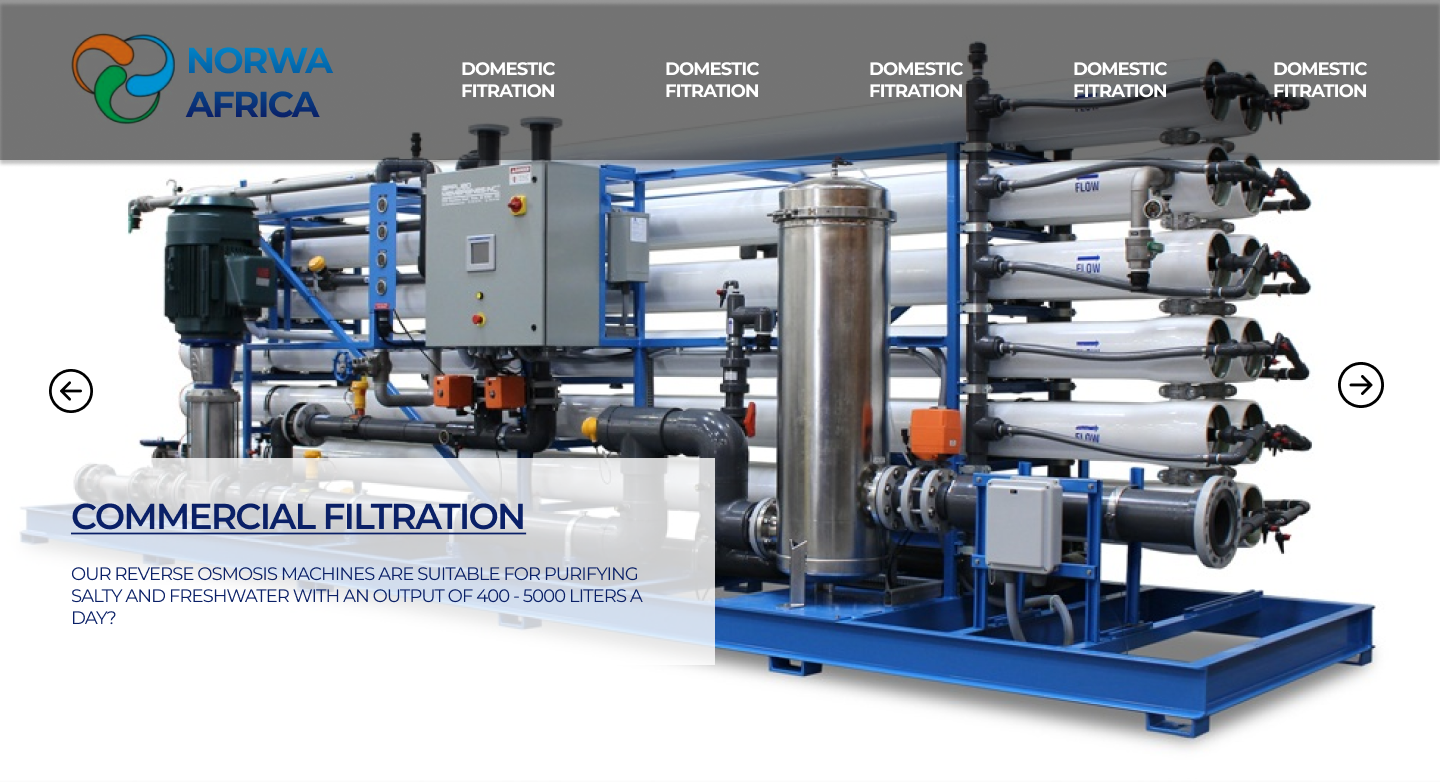 NORWA
AFRICA
DOMESTIC
FITRATION
DOMESTIC
FITRATION
DOMESTIC
FITRATION
DOMESTIC
FITRATION
DOMESTIC
FITRATION
FLOW
FLOW
FLOW
COMMERCIAL FILTRATION
OUR REVERSE OSMOSIS MACHINES ARE SUITABLE FOR PURIFYING
SALTY AND FRESHWATER WITH AN OUTPUT OF 400 - 5000 LITERS A
DAY?